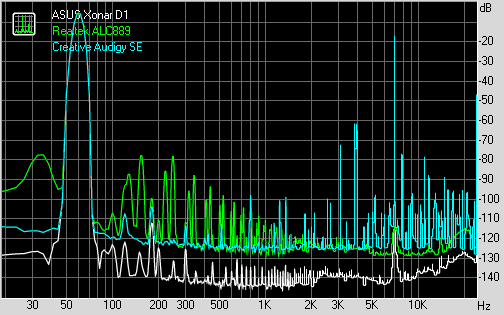 ASUS Xonar D1
Realtek ALC889
Creative Audigy SE
dB
-20
-30
-40
-50
-60
-70
-80
-90
-100
-110
-120
-130
-140
30 50 100 200 300 500 1K 2K 3K 5K 10K Hz